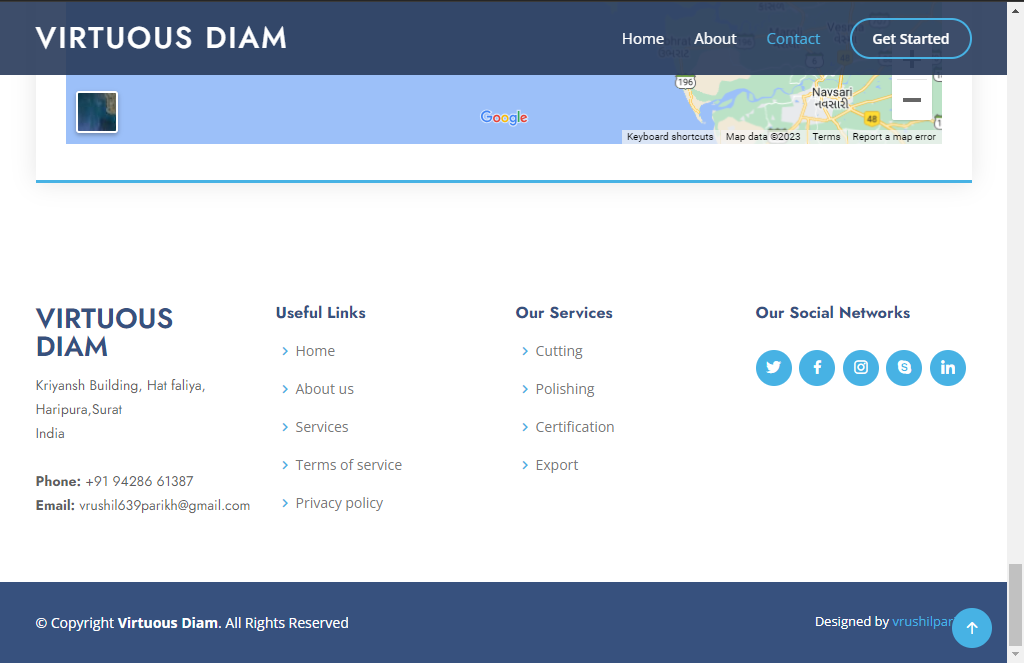 VIRTUOUS DIAM
Home About Contact Get Started
196
Navsari
નવસારી
48
Google
Keyboard shortcuts Map data ©2023 Terms Report a map error
VIRTUOUS
DIAM
Kriyansh Building, Hat faliya,
Haripura,Surat
India
Phone: +91 94286 61387
Email: vrushil639parikh@gmail.com
Useful Links
Home
About us
Services
Terms of service
Privacy policy
Our Services
Cutting
Polishing
Certification
Export
Our Social Networks
© Copyright Virtuous Diam. All Rights Reserved
Designed by